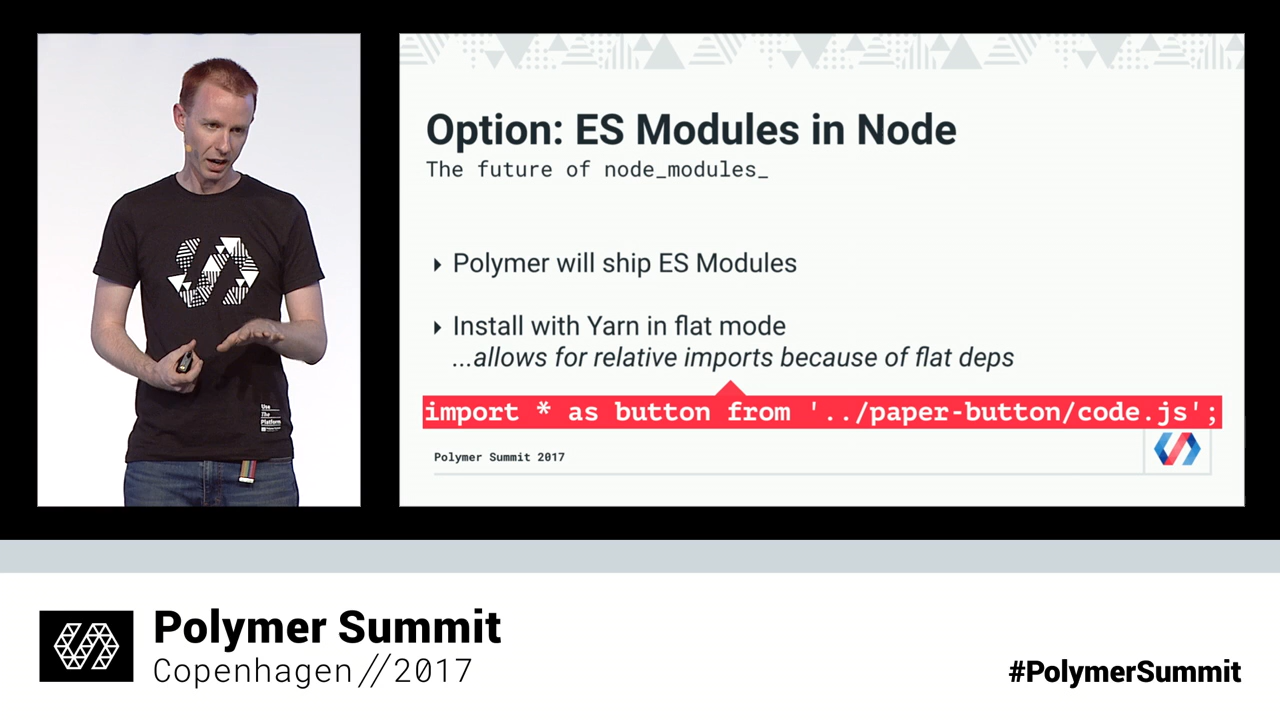 Option: ES Modules in Node
The future of node_modules_
Polymer will ship ES Modules
Install with Yarn in flat mode
...allows for relative imports because of flat deps
import * as button from '../paper-button/code.js';
Polymer Summit 2017
Use
The
Platform
Polymer Summit
Copenhagen//2017
#PolymerSummit